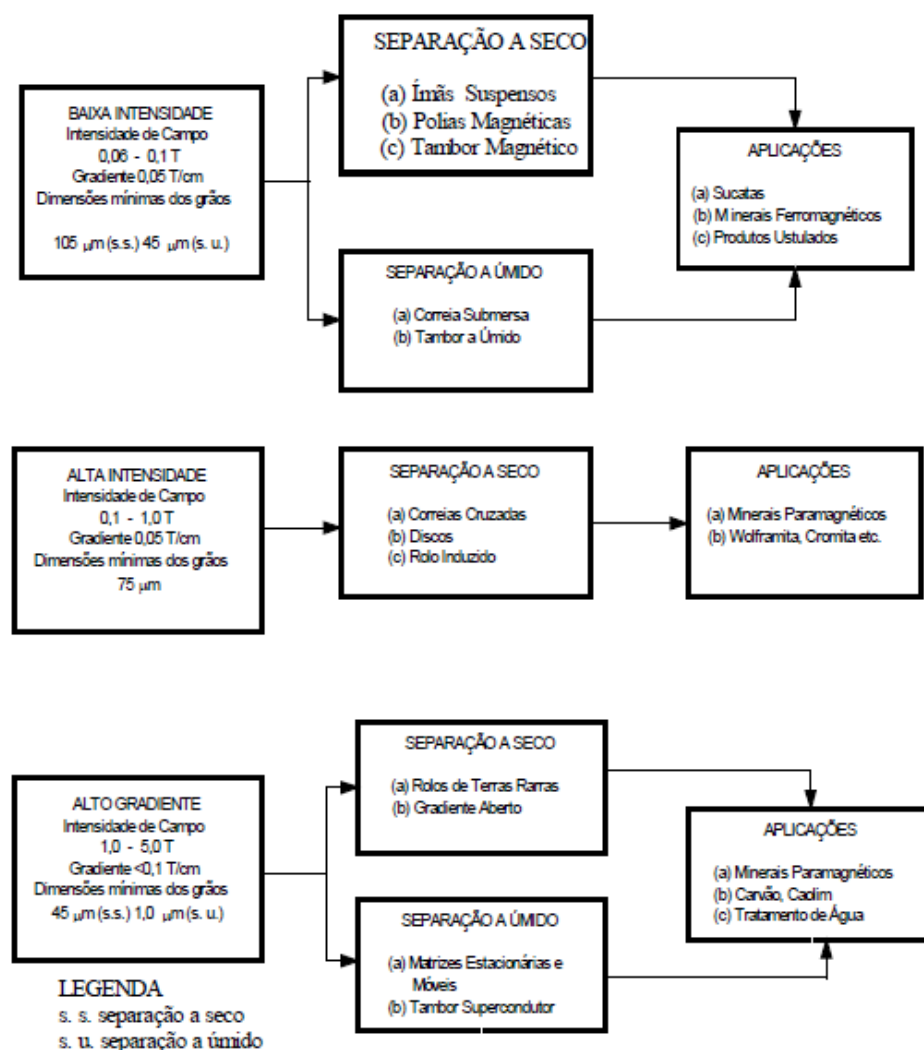 BAIXA INTENSIDADE
Intensidade de Campo
0,06 - 0,1 T
Gradiente 0,05 T/cm
Dimensões mínimas dos grãos
105 μm (s.s.) 45 μm (s. u.)
SEPARAÇÃO A SECO
(a) Ímãs Suspensos
(b) Polias Magnéticas
(c) Tambor Magnético
SEPARAÇÃO A ÚMIDO
(a) Correia Submersa
(b) Tambor a Úmido
APLICAÇÕES
(a) Sucatas
(b) Minerais Ferromagnéticos
(c) Produtos Ustulados
ALTA INTENSIDADE
Intensidade de Campo
0,1 - 1,0 T
Gradiente 0,05 T/cm
Dimensões mínimas dos grãos
75 μm
SEPARAÇÃO A SECO
(a) Correias Cruzadas
(b) Discos
(c) Rolo Induzido
APLICAÇÕES
(a) Minerais Paramagnéticos
(b) Wolframita, Cromita etc.
ALTO GRADIENTE
Intensidade de Campo
1,0 - 5,0 T
Gradiente <0,1 T/cm
Dimensões mínimas dos grãos
45 μm (s.s.) 1,0 μm (s. u.)
SEPARAÇÃO A SECO
(a) Rolos de Terras Rarras
(b) Gradiente Aberto
SEPARAÇÃO A ÚMIDO
(a) Matrizes Estacionárias e
Móveis
(b) Tambor Supercondutor
APLICAÇÕES
(a) Minerais Paramagnéticos
(b) Carvão, Caolim
(c) Tratamento de Água
LEGENDA
s. s. separação a seco
s. u. separação a úmido